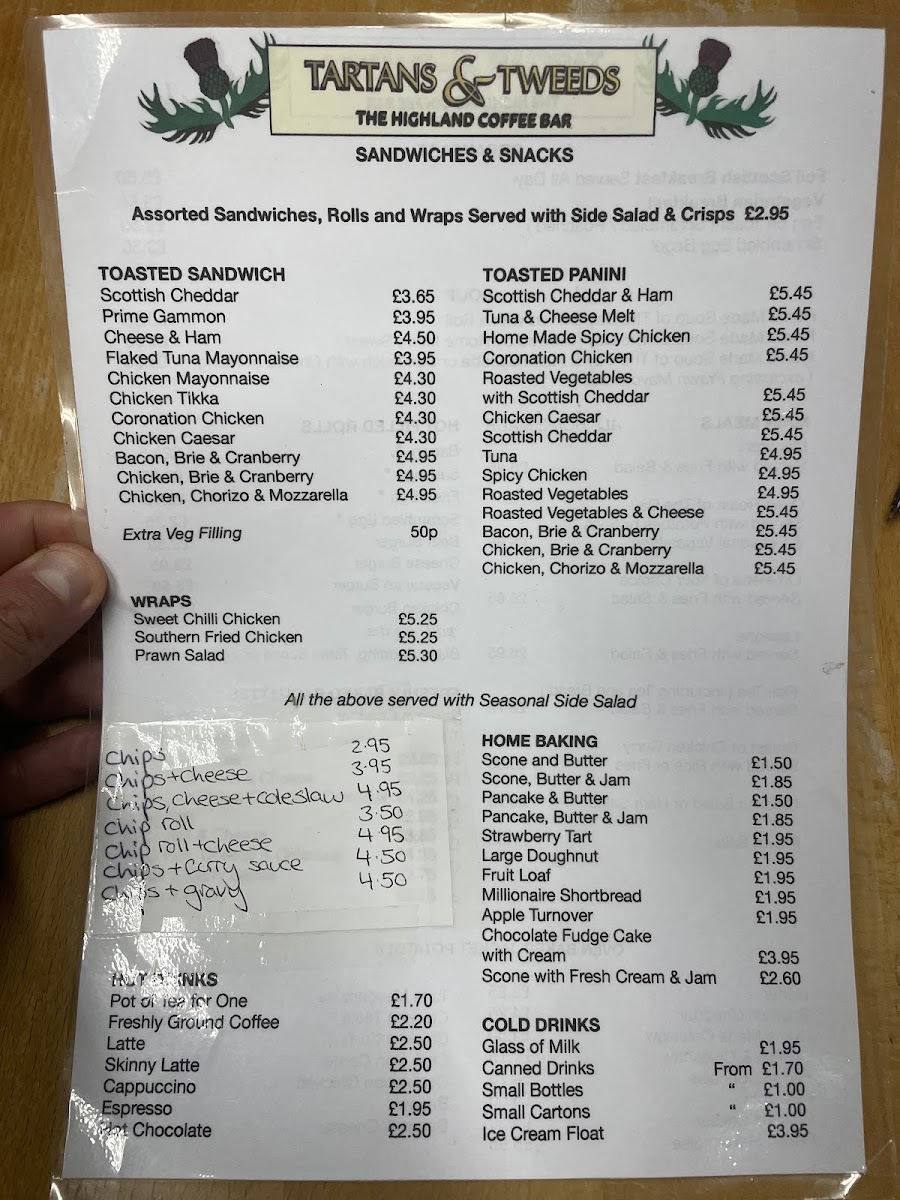 TARTANS & TWEEDS
THE HIGHLAND COFFEE BAR
SANDWICHES & SNACKS
Assorted Sandwiches, Rolls and Wraps Served with Side Salad & Crisps £2.95
TOASTED SANDWICH
Scottish Cheddar £3.65
Prime Gammon £3.95
Cheese & Ham £4.50
Flaked Tuna Mayonnaise £3.95
Chicken Mayonnaise £4.30
Chicken Tikka £4.30
Coronation Chicken £4.30
Chicken Caesar £4.30
Bacon, Brie & Cranberry £4.95
Chicken, Brie & Cranberry £4.95
Chicken, Chorizo & Mozzarella £4.95
Extra Veg Filling 50p
WRAPS
Sweet Chilli Chicken £5.25
Southern Fried Chicken £5.25
Prawn Salad £5.30
TOASTED PANINI
Scottish Cheddar & Ham £5.45
Tuna & Cheese Melt £5.45
Home Made Spicy Chicken £5.45
Coronation Chicken £5.45
Roasted Vegetables
with Scottish Cheddar £5.45
Chicken Caesar £5.45
Scottish Cheddar £5.45
Tuna £4.95
Spicy Chicken £4.95
Roasted Vegetables £4.95
Roasted Vegetables & Cheese £5.45
Bacon, Brie & Cranberry £5.45
Chicken, Brie & Cranberry £5.45
Chicken, Chorizo & Mozzarella £5.45
All the above served with Seasonal Side Salad
Chips 2.95
Chips+cheese 3.95
Chips, cheese+coleslaw 4.95
Chip roll 3.50
Chip roll+cheese 4.95
Chips+Curry sauce 4.50
Chips+gravy 4.50
HOT DRINKS
Pot of Tea for One £1.70
Freshly Ground Coffee £2.20
Latte £2.50
Skinny Latte £2.50
Cappuccino £2.50
Espresso £1.95
Hot Chocolate £2.50
HOME BAKING
Scone and Butter £1.50
Scone, Butter & Jam £1.85
Pancake & Butter £1.50
Pancake, Butter & Jam £1.85
Strawberry Tart £1.95
Large Doughnut £1.95
Fruit Loaf £1.95
Millionaire Shortbread £1.95
Apple Turnover £1.95
Chocolate Fudge Cake
with Cream £3.95
Scone with Fresh Cream & Jam £2.60
COLD DRINKS
Glass of Milk £1.95
Canned Drinks From £1.70
Small Bottles " £1.00
Small Cartons " £1.00
Ice Cream Float £3.95